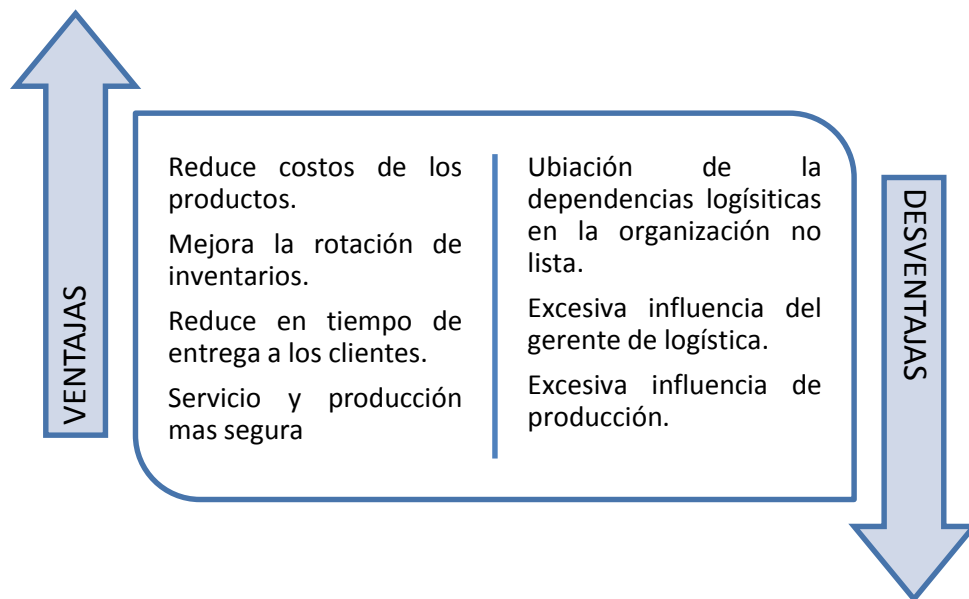 VENTAJAS
Reduce costos de los
productos.
Mejora la rotación de
inventarios.
Reduce en tiempo de
entrega a los clientes.
Servicio y producción
mas segura
Ubiación de la
dependencias logísiticas
en la organización no
lista.
Excesiva influencia del
gerente de logística.
Excesiva influencia de
producción.
DESVENTAJAS